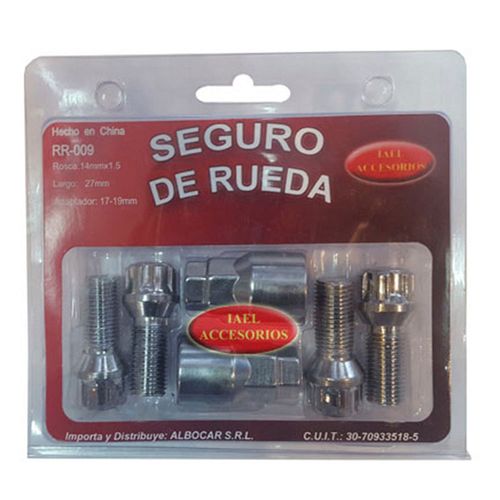 Hecho en China
RR-009
Rosca:14mmx1.5
Largo: 27mm
Adaptador: 17-19mm
SEGURO
DE RUEDA
IAEL
ACCESORIOS
IAEL
ACCESORIOS
Importa y Distribuye: ALBOCAR S.R.L.
C.U.I.T.: 30-70933518-5